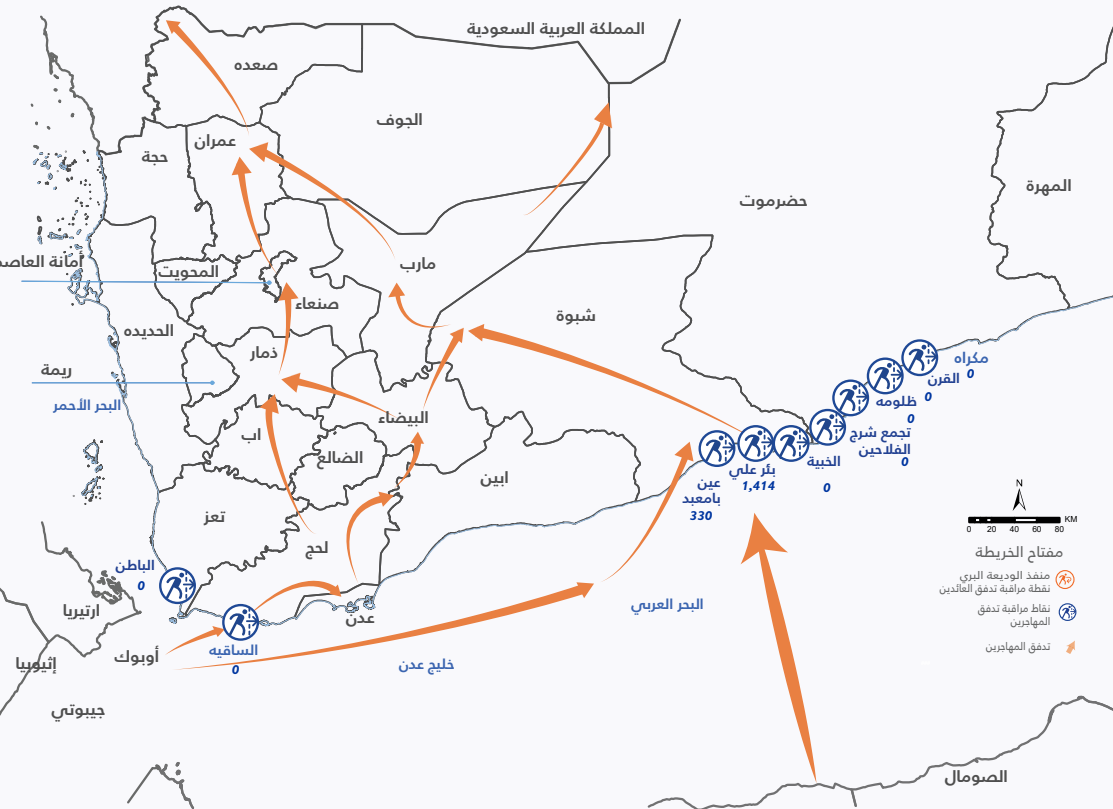 المملكة العربية السعودية
صعده
الجوف
عمران
حجة
المهرة
حضرموت
مارب
أمانة العاصم
المحويت
صنعاء
شبوة
الحديده
ذمار
ريمة
البحر الأحمر
مكراه
0
القرن
0
ظلومه
0
تجمع شرج
الفلاحين
0
الخبية
0
بئر علي
1,414
عين
بامعبد
330
البيضاء
اب
الضالع
ابين
تعز
لحج
الباطن
0
عدن
الساقيه
0
ارتيريا
أوبوك
إثيوبيا
جيبوتي
خليج عدن
البحر العربي
الصومال
N
KM
0 20 40 60 80
مفتاح الخريطة
منفذ الوديعة البري
نقطة مراقبة تدفق العائدين
نقاط مراقبة تدفق
المهاجرين
تدفق المهاجرين